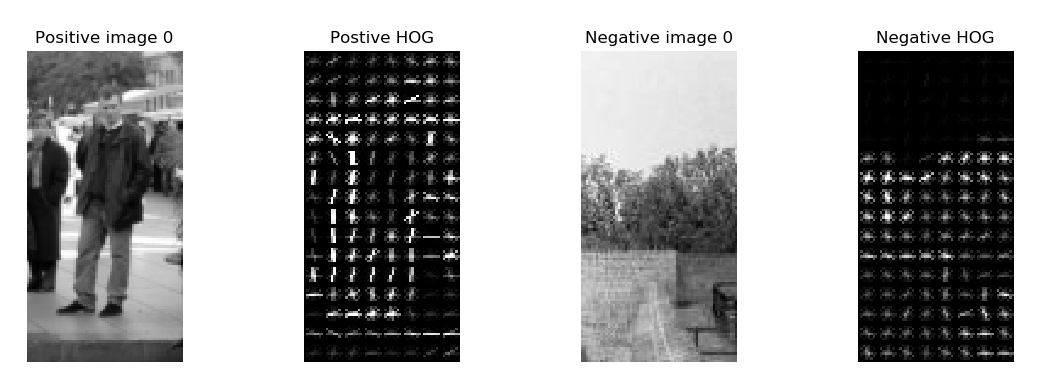 Positive image 0
Postive HOG
Negative image 0
Negative HOG